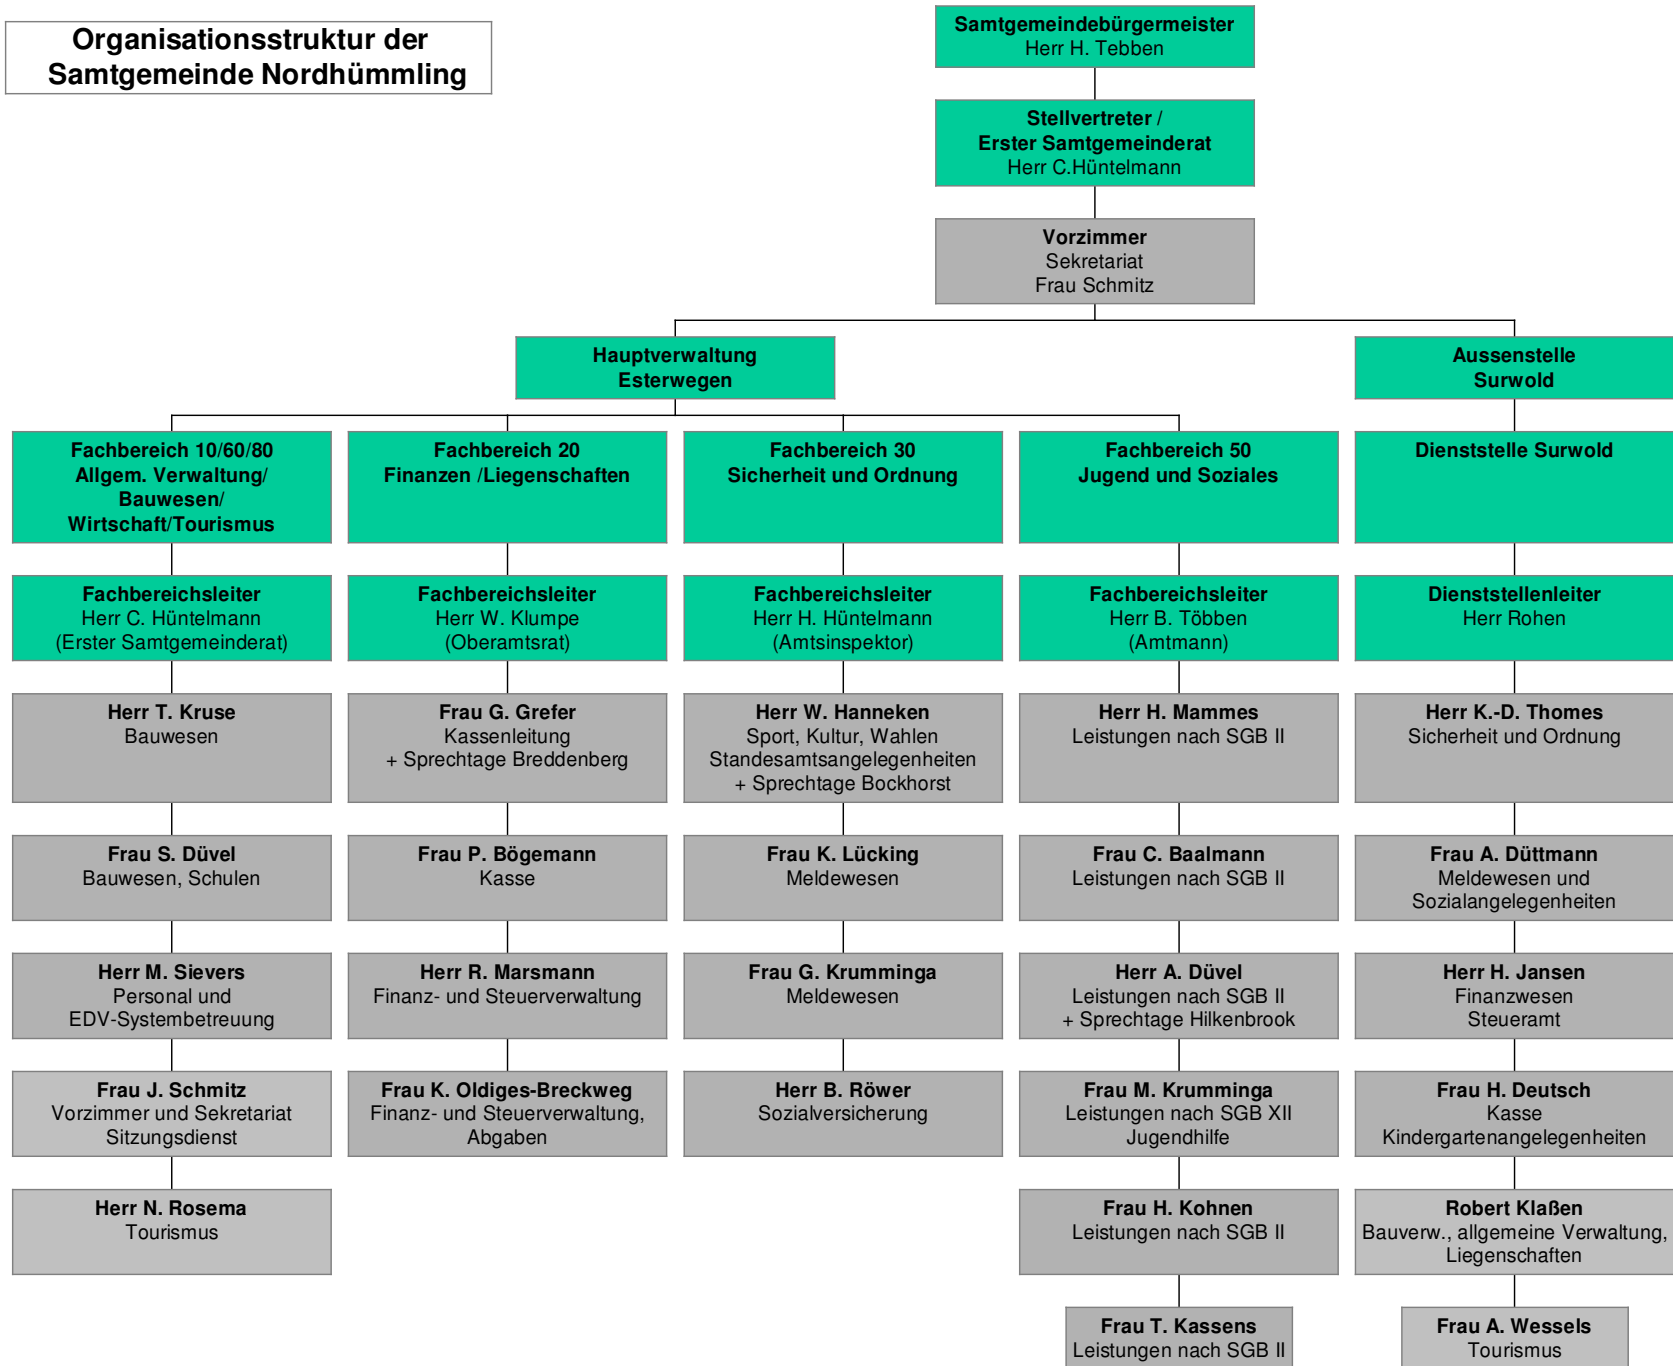 Organisationsstruktur der
Samtgemeinde Nordhümmling
Samtgemeindebürgermeister
Herr H. Tebben
Stellvertreter /
Erster Samtgemeinderat
Herr C.Hüntelmann
Vorzimmer
Sekretariat
Frau Schmitz
Hauptverwaltung
Esterwegen
Aussenstelle
Surwold
Fachbereich 10/60/80
Allgem. Verwaltung/
Bauwesen/
Wirtschaft/Tourismus
Fachbereichsleiter
Herr C. Hüntelmann
(Erster Samtgemeinderat)
Herr T. Kruse
Bauwesen
Frau S. Düvel
Bauwesen, Schulen
Herr M. Sievers
Personal und
EDV-Systembetreuung
Frau J. Schmitz
Vorzimmer und Sekretariat
Sitzungsdienst
Herr N. Rosema
Tourismus
Fachbereich 20
Finanzen /Liegenschaften
Fachbereichsleiter
Herr W. Klumpe
(Oberamtsrat)
Frau G. Grefer
Kassenleitung
+ Sprechtage Breddenberg
Frau P. Bögemann
Kasse
Herr R. Marsmann
Finanz- und Steuerverwaltung
Frau K. Oldiges-Breckweg
Finanz- und Steuerverwaltung,
Abgaben
Fachbereich 30
Sicherheit und Ordnung
Fachbereichsleiter
Herr H. Hüntelmann
(Amtsinspektor)
Herr W. Hanneken
Sport, Kultur, Wahlen
Standesamtsangelegenheiten
+ Sprechtage Bockhorst
Frau K. Lücking
Meldewesen
Frau G. Krumminga
Meldewesen
Herr B. Röwer
Sozialversicherung
Fachbereich 50
Jugend und Soziales
Fachbereichsleiter
Herr B. Többen
(Amtmann)
Herr H. Mammes
Leistungen nach SGB II
Frau C. Baalmann
Leistungen nach SGB II
Herr A. Düvel
Leistungen nach SGB II
+ Sprechtage Hilkenbrook
Frau M. Krumminga
Leistungen nach SGB XII
Jugendhilfe
Frau H. Kohnen
Leistungen nach SGB II
Frau T. Kassens
Leistungen nach SGB II
Dienststelle Surwold
Dienststellenleiter
Herr Rohen
Herr K.-D. Thomes
Sicherheit und Ordnung
Frau A. Düttmann
Meldewesen und
Sozialangelegenheiten
Herr H. Jansen
Finanzwesen
Steueramt
Frau H. Deutsch
Kasse
Kindergartenangelegenheiten
Robert Klaßen
Bauverw., allgemeine Verwaltung,
Liegenschaften
Frau A. Wessels
Tourismus